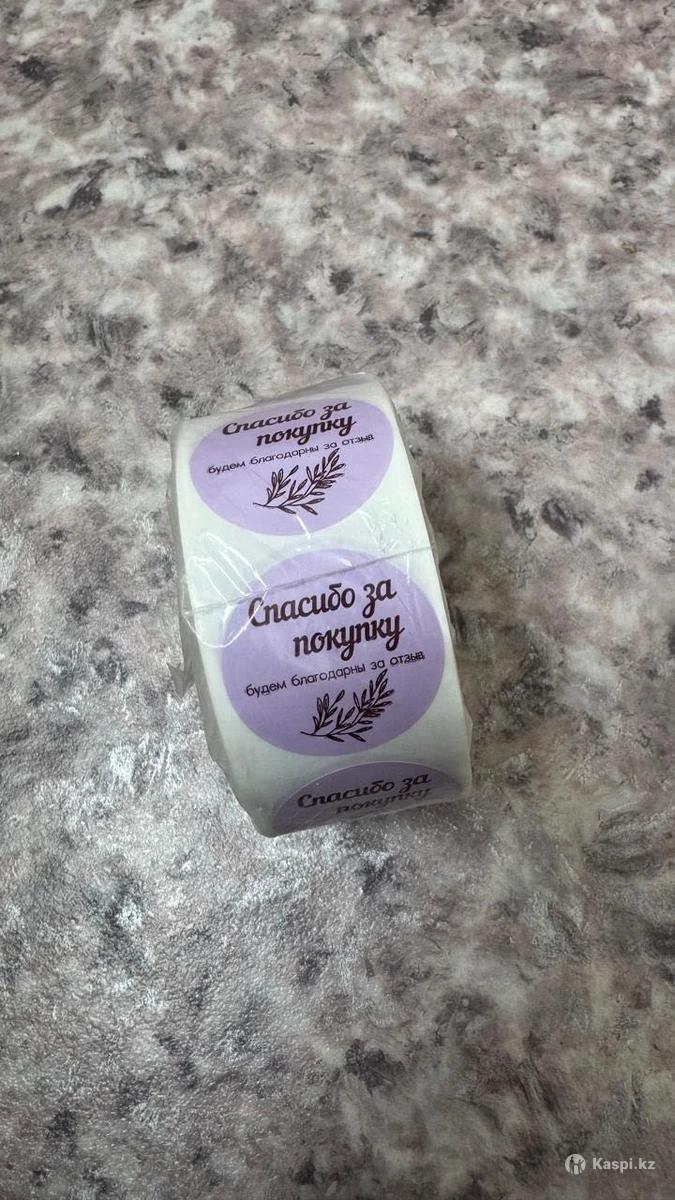 Спасибо за
покупку
будем благодарны за отзыв
Спасибо за
покупку
будем благодарны за отзыв
Спасибо за
покупку
Kaspi.kz